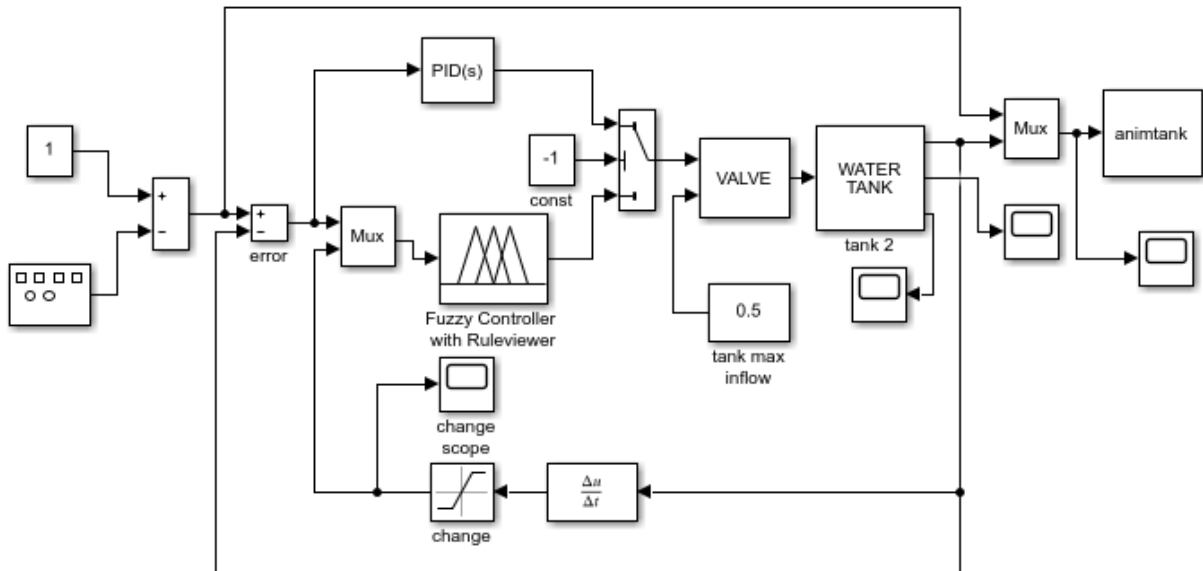 PID(s)
1
+
−
+
−
error
Mux
-1
const
Fuzzy Controller
with Ruleviewer
VALVE
WATER
TANK
tank 2
Mux
animtank
0.5
tank max
inflow
change
scope
change
Δu
Δt